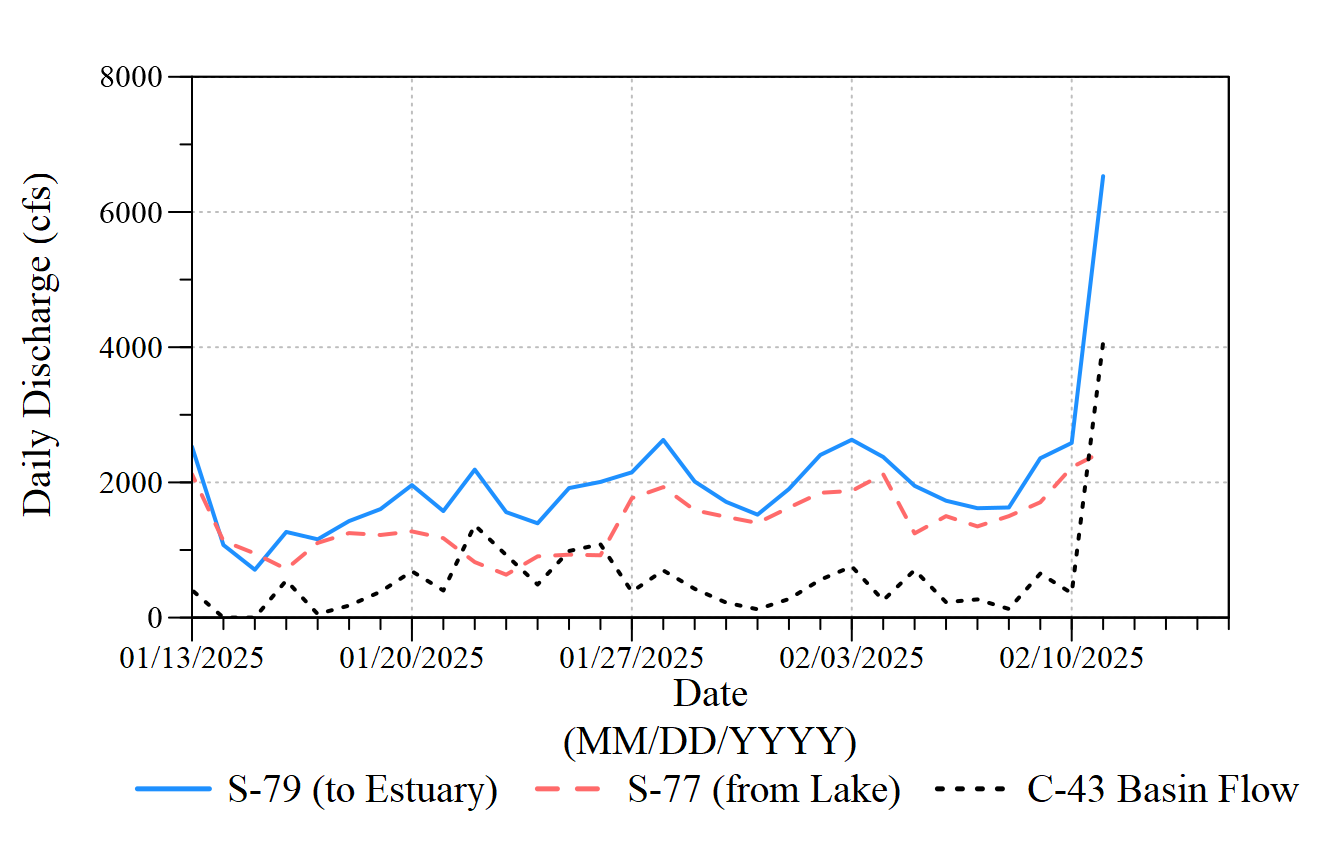 8000
6000
4000
2000
0
Daily Discharge (cfs)
01/13/2025 01/20/2025 01/27/2025 02/03/2025 02/10/2025
Date
(MM/DD/YYYY)
S-79 (to Estuary) S-77 (from Lake) C-43 Basin Flow